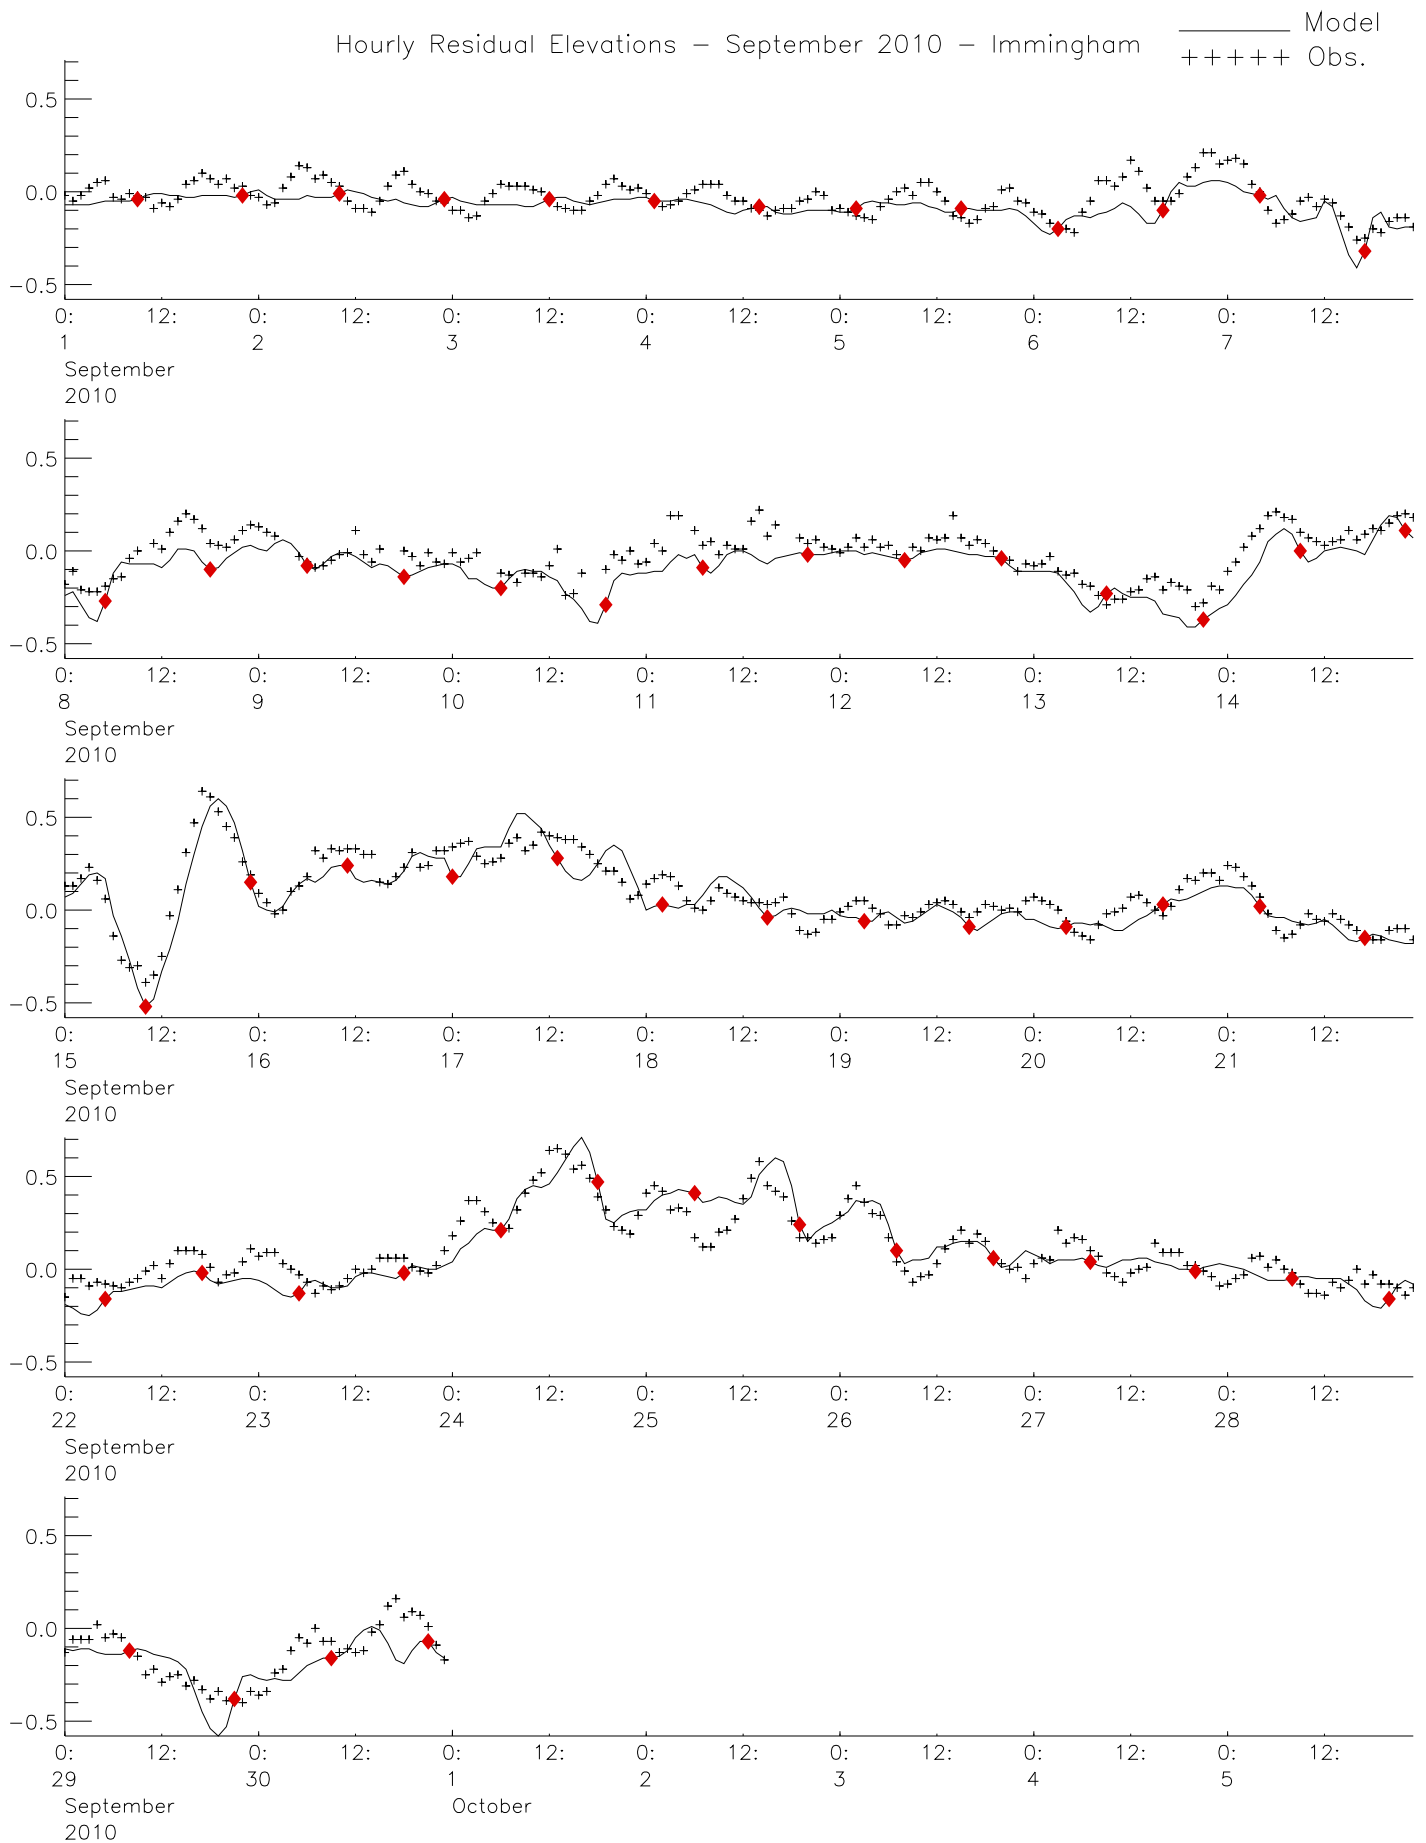 Hourly Residual Elevations − September 2010 − Immingham
Model
+++++ Obs.
0.5
0.0
−0.5
0: 12: 0: 12: 0: 12: 0: 12: 0: 12: 0: 12: 0: 12:
1 2 3 4 5 6 7
September
2010
0.5
0.0
−0.5
0: 12: 0: 12: 0: 12: 0: 12: 0: 12: 0: 12: 0: 12:
8 9 10 11 12 13 14
September
2010
0.5
0.0
−0.5
0: 12: 0: 12: 0: 12: 0: 12: 0: 12: 0: 12: 0: 12:
15 16 17 18 19 20 21
September
2010
0.5
0.0
−0.5
0: 12: 0: 12: 0: 12: 0: 12: 0: 12: 0: 12: 0: 12:
22 23 24 25 26 27 28
September
2010
0.5
0.0
−0.5
0: 12: 0: 12: 0: 12: 0: 12: 0: 12: 0: 12: 0: 12:
29 30 1 2 3 4 5
September October
2010